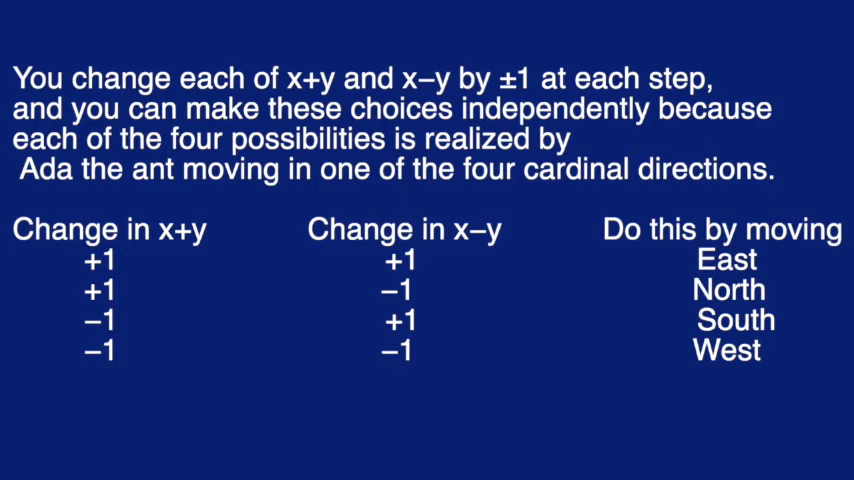 You change each of x+y and x−y by ±1 at each step,
and you can make these choices independently because
each of the four possibilities is realized by
Ada the ant moving in one of the four cardinal directions.
Change in x+y Change in x−y Do this by moving
+1 +1 East
+1 −1 North
−1 +1 South
−1 −1 West